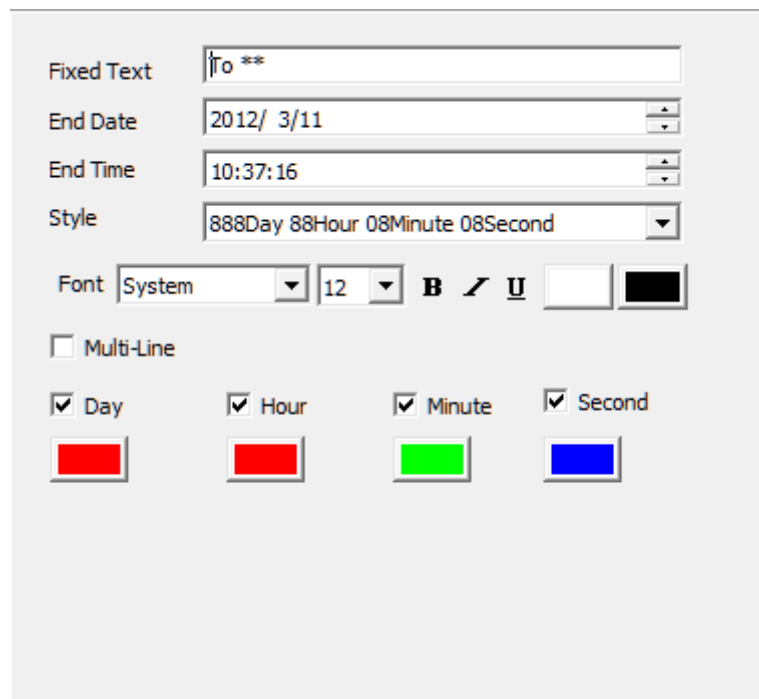 Fixed Text To **
End Date 2012/ 3/11
End Time 10:37:16
Style 888Day 88Hour 08Minute 08Second
Font System 12 B I U
Multi-Line
Day Hour Minute Second